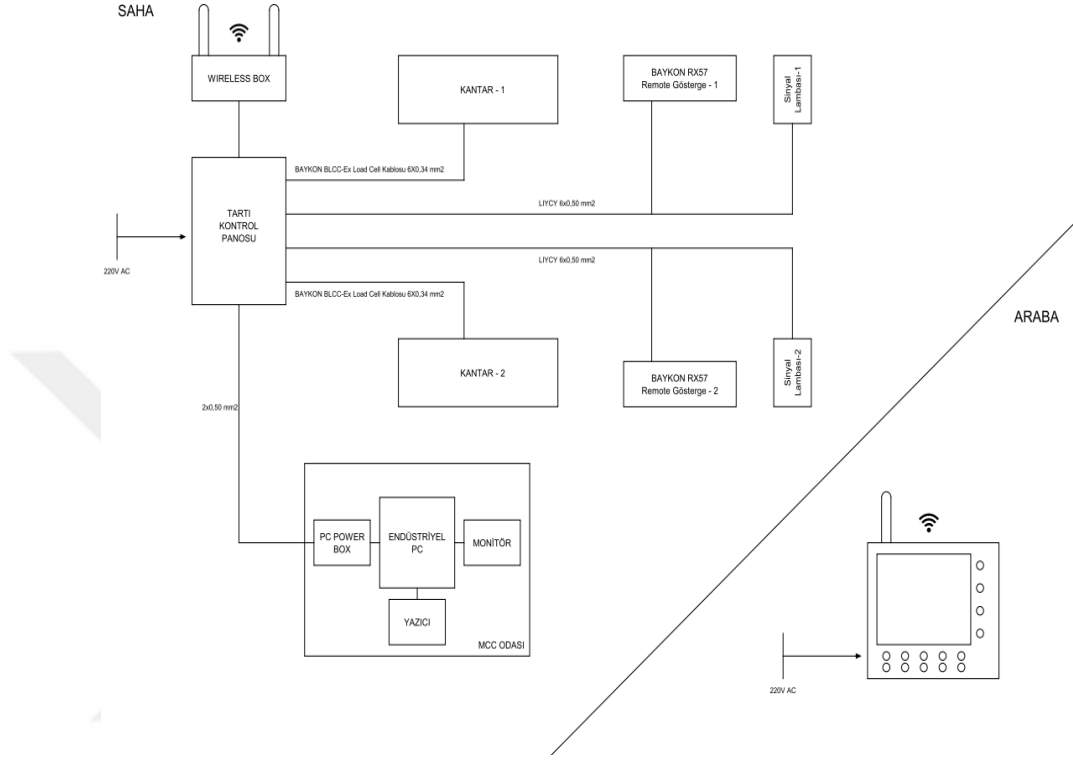 SAHA
WIRELESS BOX
KANTAR - 1
BAYKON RX57
Remote Gösterge - 1
Sinyal
Lambası-1
BAYKON BLCC-Ex Load Cell Kablosu 6X0,34 mm2
LIYCY 6x0,50 mm2
TARTI
KONTROL
PANOSU
220V AC
LIYCY 6x0,50 mm2
BAYKON BLCC-Ex Load Cell Kablosu 6X0,34 mm2
ARABA
KANTAR - 2
BAYKON RX57
Remote Gösterge - 2
Sinyal
Lambası-2
2x0,50 mm2
PC POWER
BOX
ENDÜSTRİYEL
PC
MONİTÖR
YAZICI
MCC ODASI
220V AC